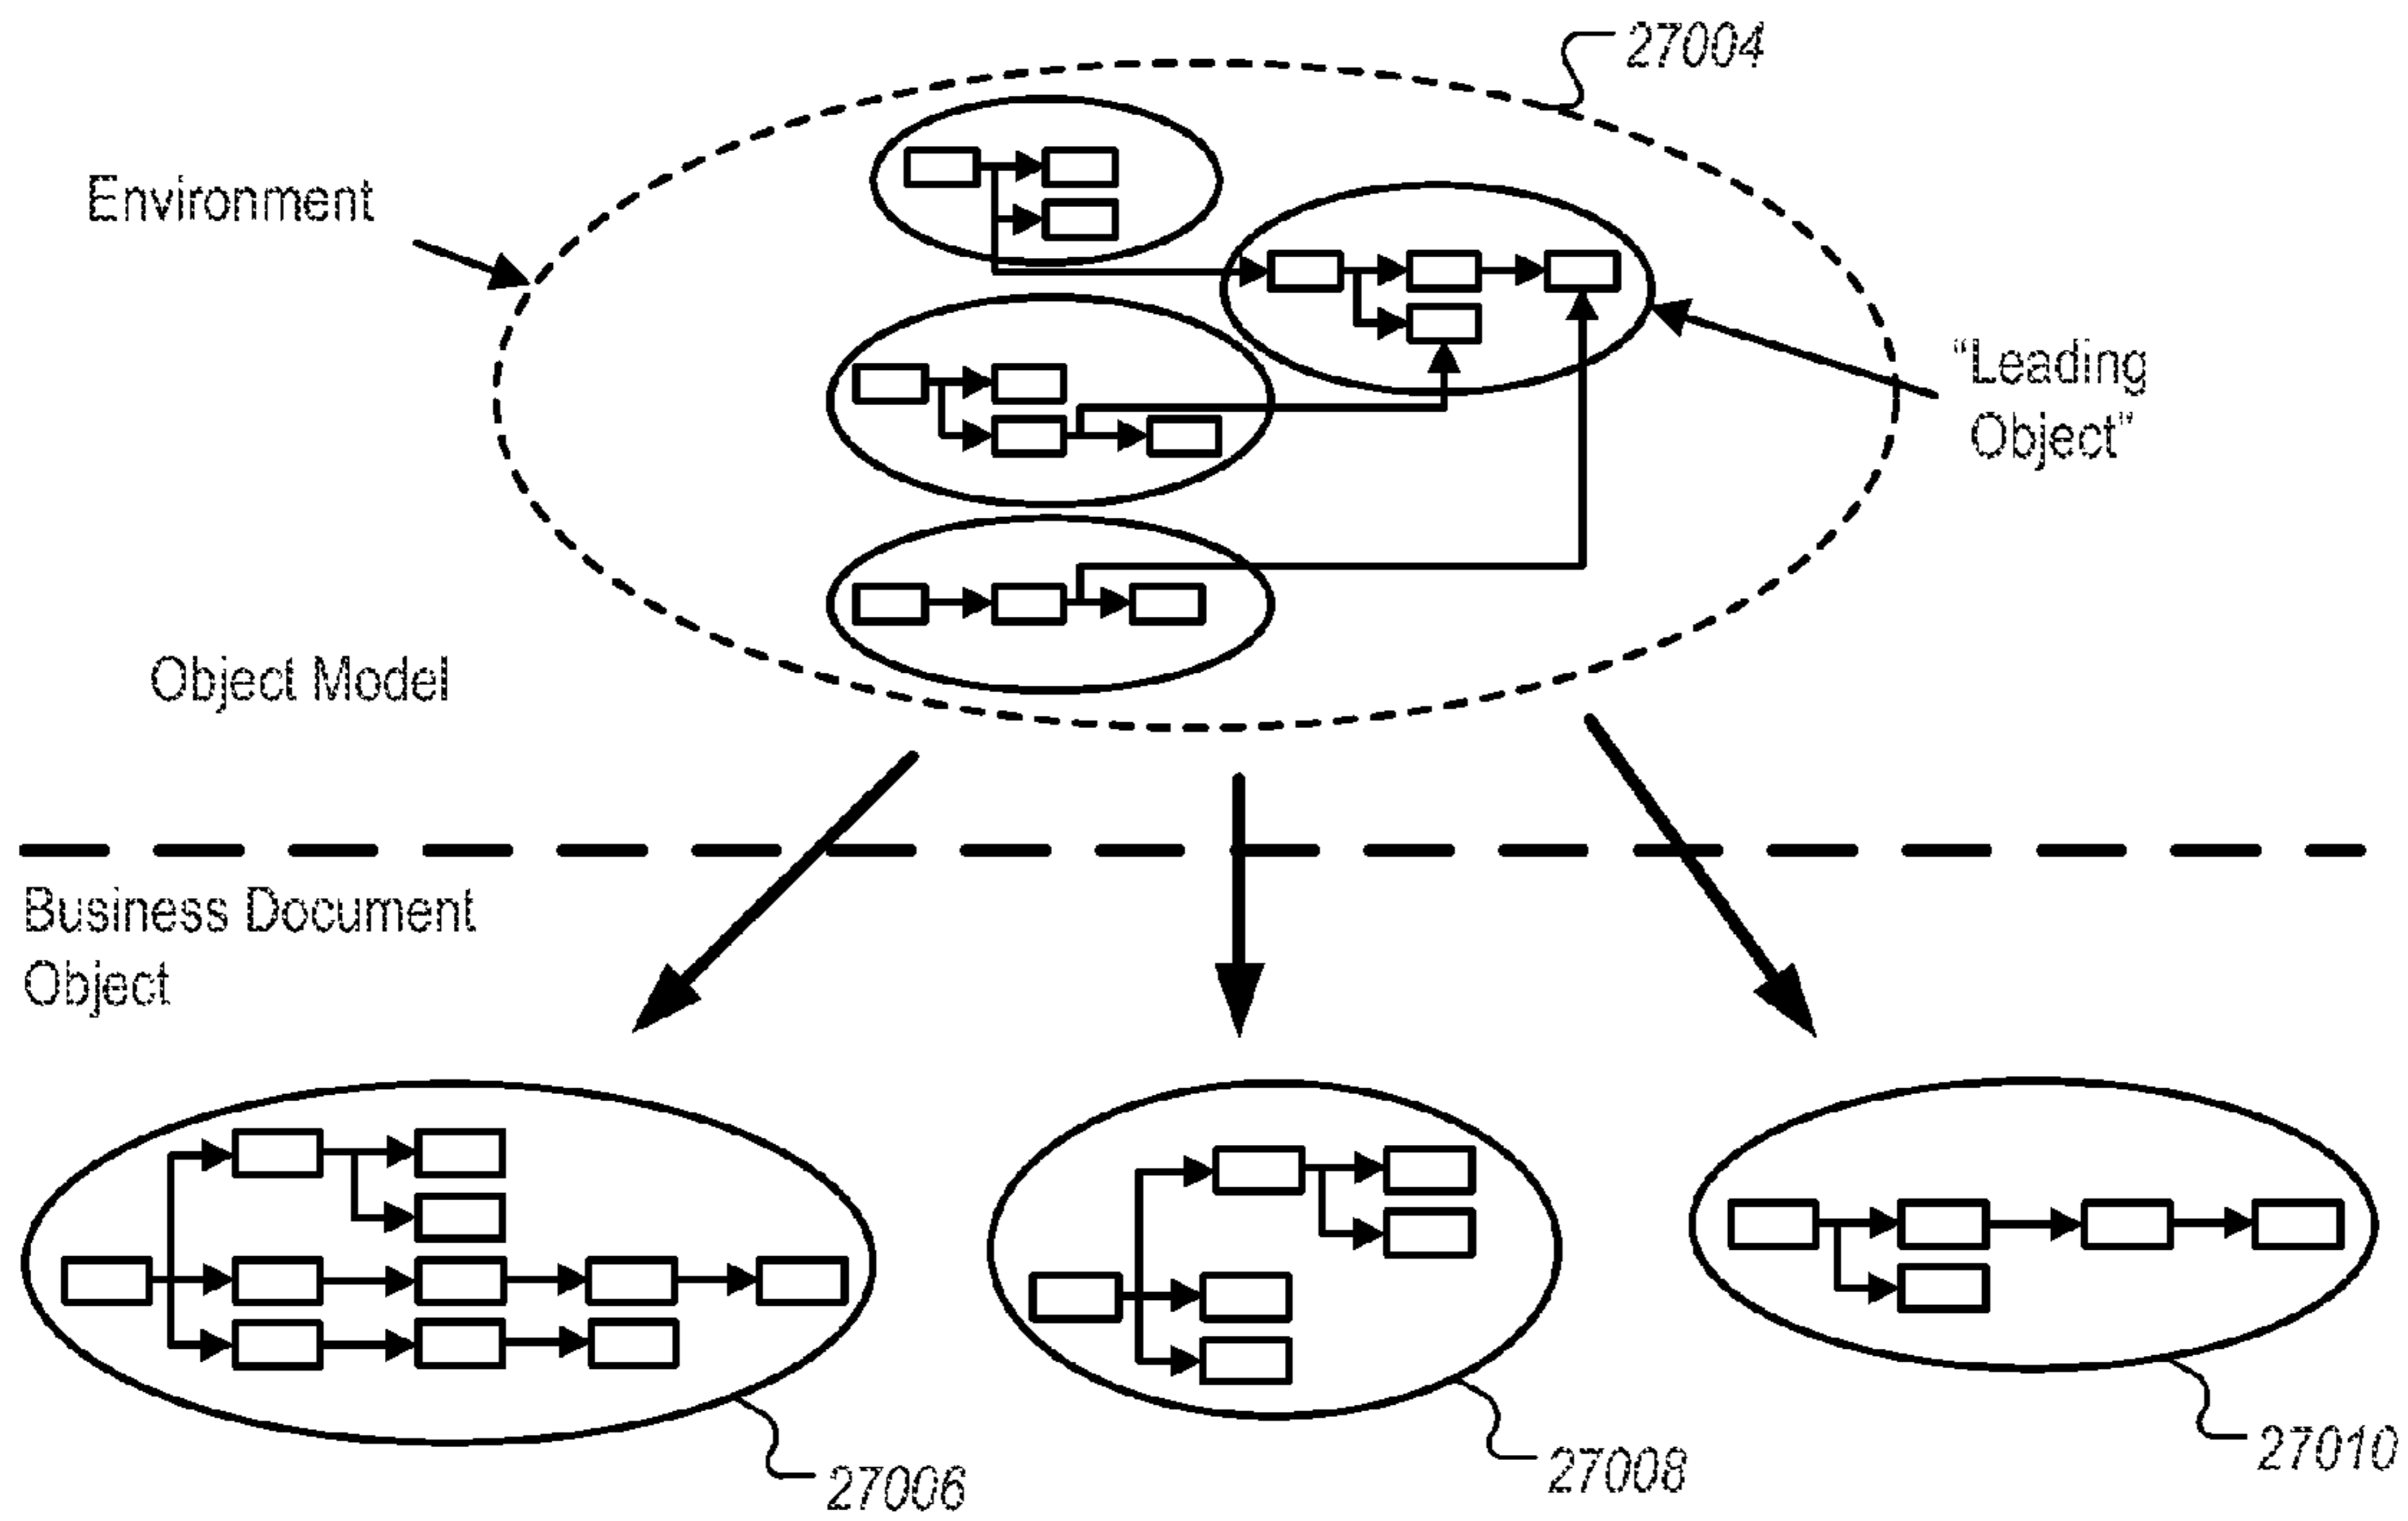 27004
Environment
“Leading
Object”
Object Model
Business Document
Object
27006
27008
27010